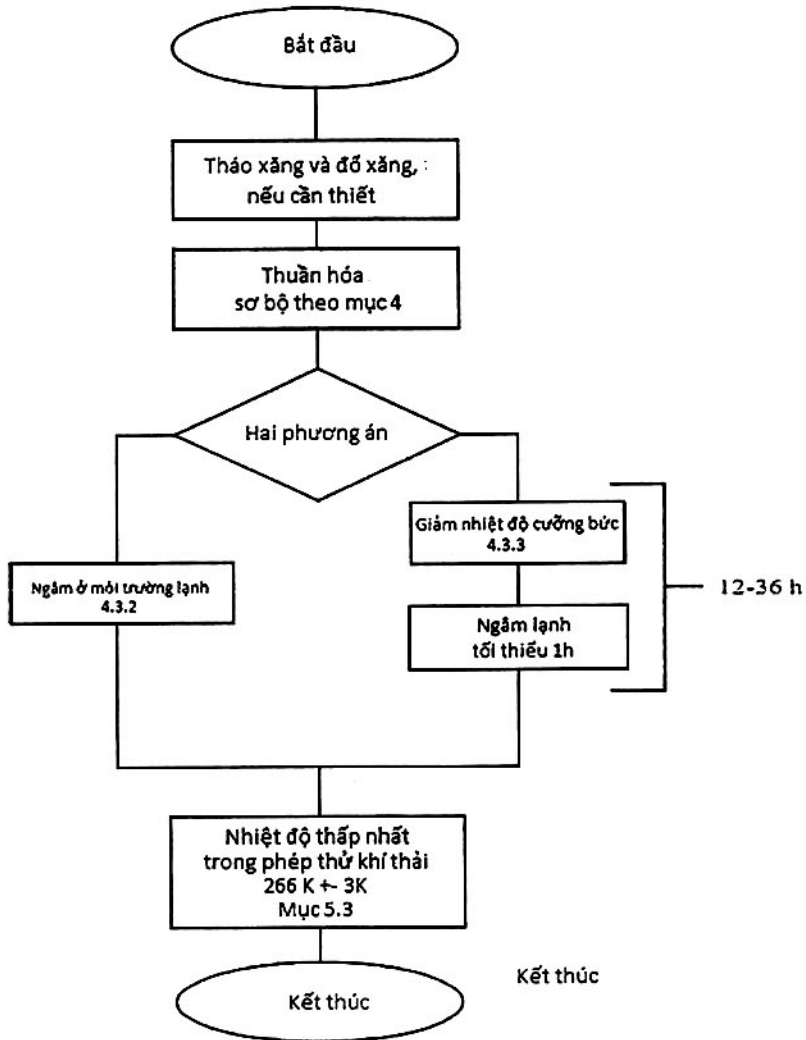 Bắt đầu
Tháo xăng và đổ xăng, :
nếu cần thiết
Thuần hóa
sơ bộ theo mục 4
Hai phương án
Giảm nhiệt độ cưỡng bức
4.3.3
Ngâm ở môi trường lạnh
4.3.2
12-36 h
Ngâm lạnh
tối thiểu 1h
Nhiệt độ thấp nhất
trong phép thử khí thải
266 K +- 3K
Mục 5.3
Kết thúc
Kết thúc